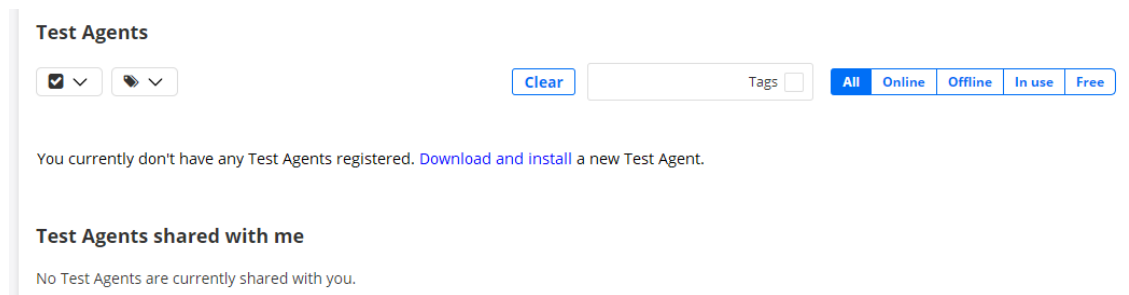 Test Agents
Clear
Tags
All Online Offline In use Free
You currently don't have any Test Agents registered. Download and install a new Test Agent.
Test Agents shared with me
No Test Agents are currently shared with you.